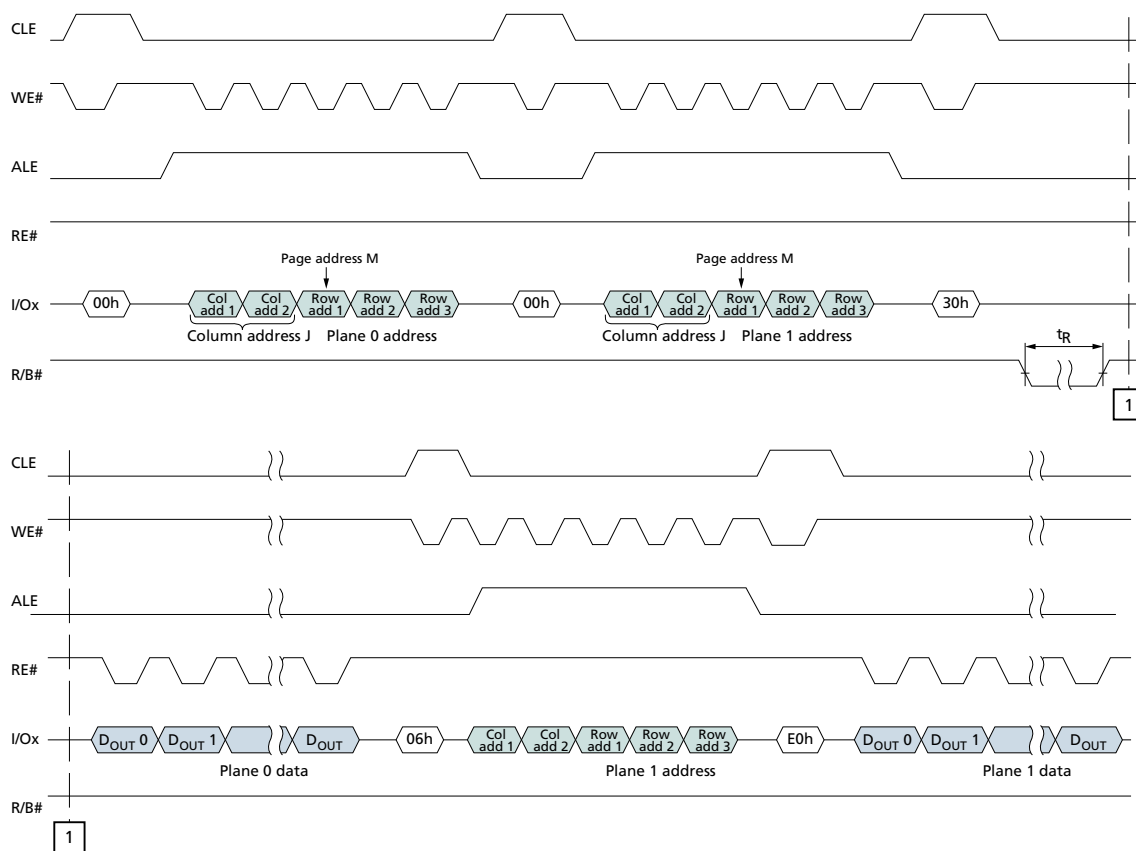 CLE
WE#
ALE
RE#
Page address M
Page address M
I/Ox
00h
Col add 1
Col add 2
Row add 1
Row add 2
Row add 3
00h
Col add 1
Col add 2
Row add 1
Row add 2
Row add 3
30h
Column address J Plane 0 address
Column address J Plane 1 address
tR
R/B#
1
CLE
WE#
ALE
RE#
I/Ox
DOUT 0
DOUT 1
DOUT
06h
Col add 1
Col add 2
Row add 1
Row add 2
Row add 3
E0h
DOUT 0
DOUT 1
DOUT
Plane 0 data
Plane 1 address
Plane 1 data
R/B#
1